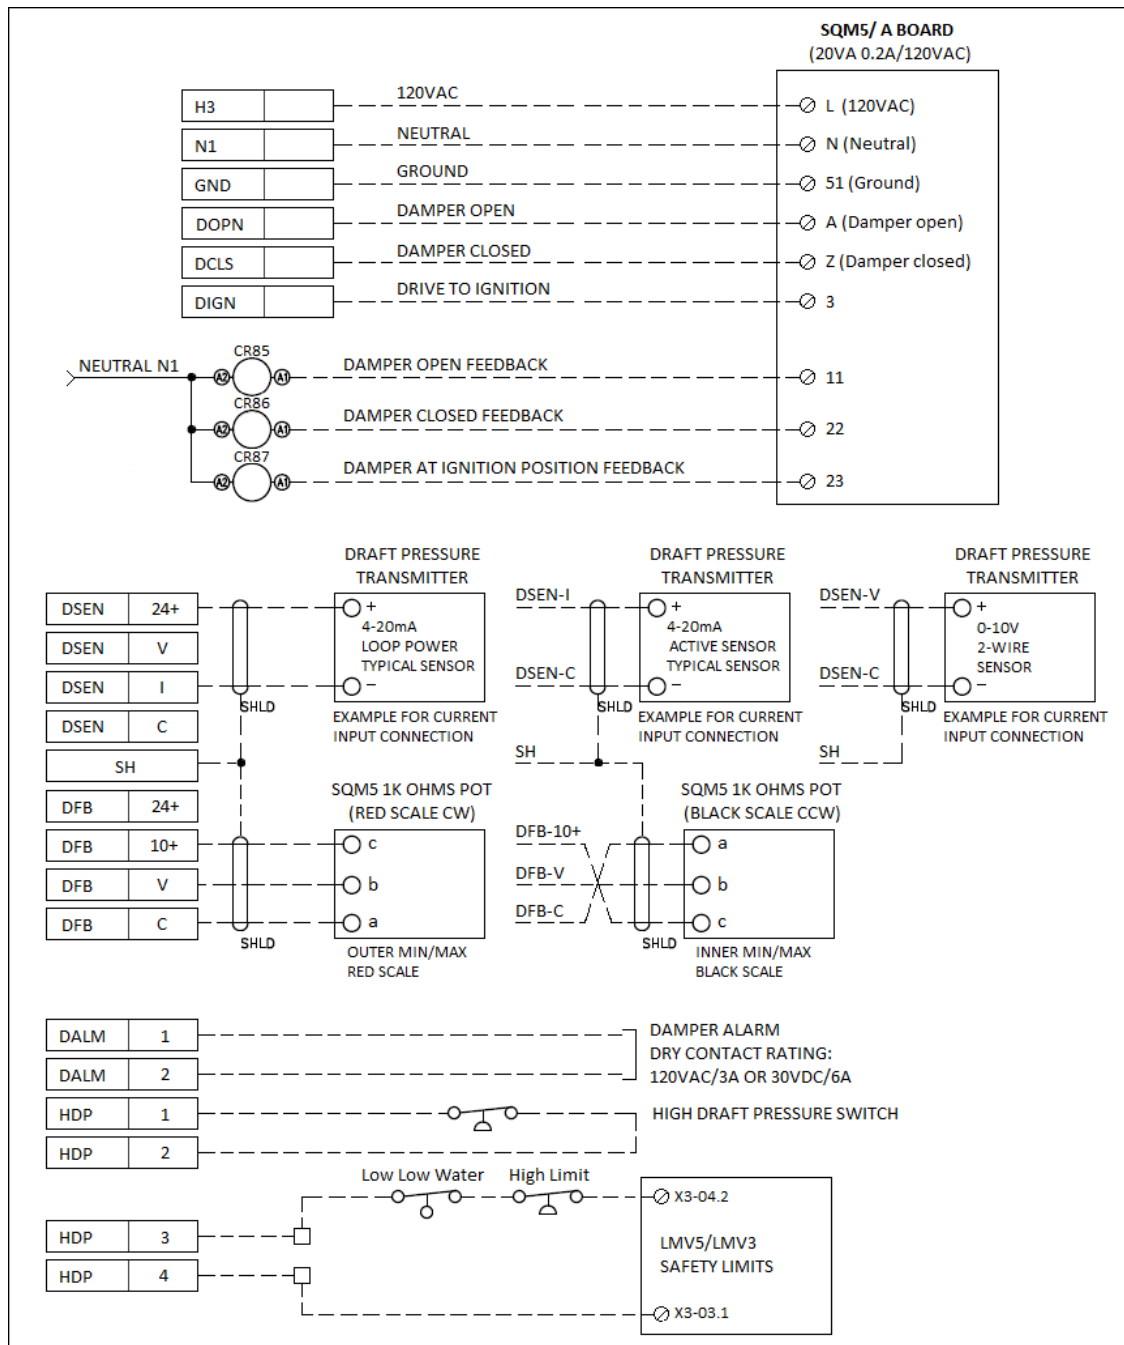 SQM5/ A BOARD
(20VA 0.2A/120VAC)
H3
120VAC
L (120VAC)
N1
NEUTRAL
N (Neutral)
GND
GROUND
51 (Ground)
DOPN
DAMPER OPEN
A (Damper open)
DCLS
DAMPER CLOSED
Z (Damper closed)
DIGN
DRIVE TO IGNITION
3
NEUTRAL N1
CR85
A2
A1
DAMPER OPEN FEEDBACK
11
CR86
A2
A1
DAMPER CLOSED FEEDBACK
22
CR87
A2
A1
DAMPER AT IGNITION POSITION FEEDBACK
23
DSEN 24+
DSEN V
DSEN I
DSEN C
SH
DFB 24+
DFB 10+
DFB V
DFB C
DRAFT PRESSURE
TRANSMITTER
+
4-20mA
LOOP POWER
TYPICAL SENSOR
–
SHLD
EXAMPLE FOR CURRENT
INPUT CONNECTION
DRAFT PRESSURE
TRANSMITTER
DSEN-I
+
4-20mA
ACTIVE SENSOR
TYPICAL SENSOR
DSEN-C
–
SHLD
EXAMPLE FOR CURRENT
INPUT CONNECTION
SH
DRAFT PRESSURE
TRANSMITTER
DSEN-V
+
0-10V
2-WIRE
SENSOR
DSEN-C
–
SHLD
EXAMPLE FOR CURRENT
INPUT CONNECTION
SH
SQM5 1K OHMS POT
(RED SCALE CW)
c
b
a
SHLD
OUTER MIN/MAX
RED SCALE
SQM5 1K OHMS POT
(BLACK SCALE CCW)
DFB-10+
a
DFB-V
b
DFB-C
c
SHLD
INNER MIN/MAX
BLACK SCALE
DALM 1
DALM 2
DAMPER ALARM
DRY CONTACT RATING:
120VAC/3A OR 30VDC/6A
HDP 1
HIGH DRAFT PRESSURE SWITCH
HDP 2
Low Low Water
High Limit
X3-04.2
HDP 3
HDP 4
LMV5/LMV3
SAFETY LIMITS
X3-03.1